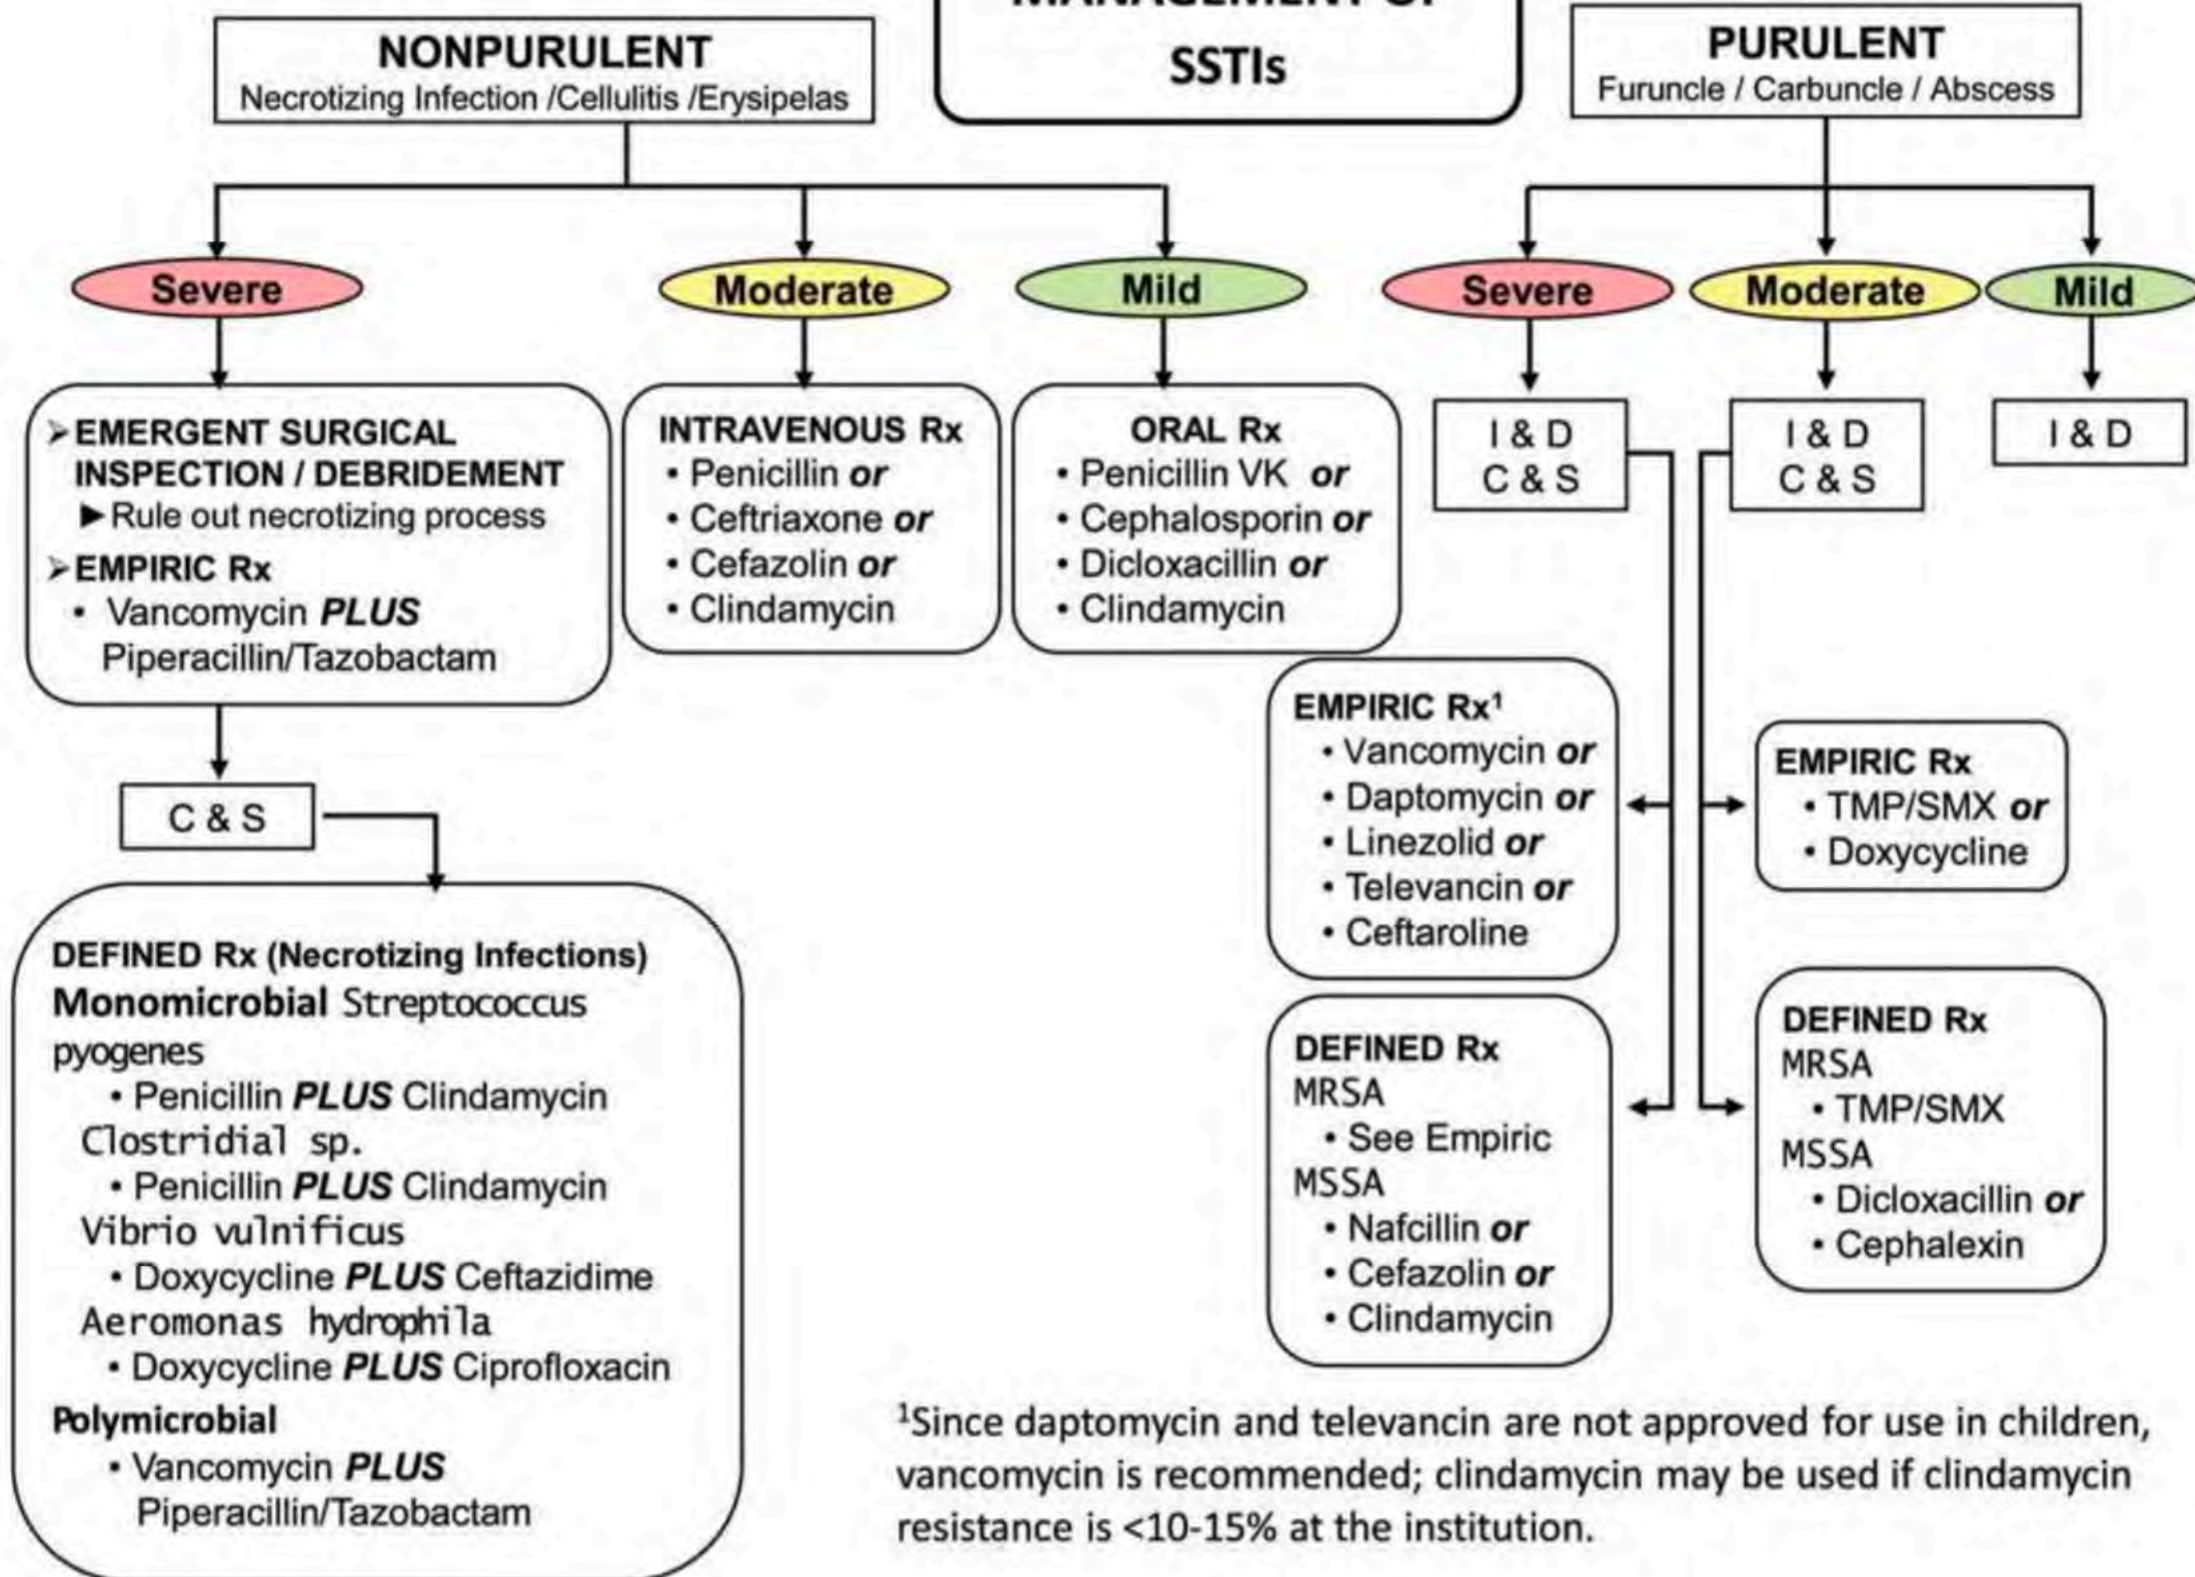 MANAGEMENT OF
SSTIs
NONPURULENT
Necrotizing Infection /Cellulitis /Erysipelas
Severe
Moderate
Mild
➢EMERGENT SURGICAL
INSPECTION / DEBRIDEMENT
►Rule out necrotizing process
➢EMPIRIC Rx
• Vancomycin PLUS
Piperacillin/Tazobactam
INTRAVENOUS Rx
• Penicillin or
• Ceftriaxone or
• Cefazolin or
• Clindamycin
ORAL Rx
• Penicillin VK or
• Cephalosporin or
• Dicloxacillin or
• Clindamycin
C & S
DEFINED Rx (Necrotizing Infections)
Monomicrobial Streptococcus
pyogenes
• Penicillin PLUS Clindamycin
Clostridial sp.
• Penicillin PLUS Clindamycin
Vibrio vulnificus
• Doxycycline PLUS Ceftazidime
Aeromonas hydrophila
• Doxycycline PLUS Ciprofloxacin
Polymicrobial
• Vancomycin PLUS
Piperacillin/Tazobactam
PURULENT
Furuncle / Carbuncle / Abscess
Severe
Moderate
Mild
I & D
C & S
I & D
C & S
I & D
EMPIRIC Rx¹
• Vancomycin or
• Daptomycin or
• Linezolid or
• Televancin or
• Ceftaroline
EMPIRIC Rx
• TMP/SMX or
• Doxycycline
DEFINED Rx
MRSA
• See Empiric
MSSA
• Nafcillin or
• Cefazolin or
• Clindamycin
DEFINED Rx
MRSA
• TMP/SMX
MSSA
• Dicloxacillin or
• Cephalexin
¹Since daptomycin and televancin are not approved for use in children,
vancomycin is recommended; clindamycin may be used if clindamycin
resistance is <10-15% at the institution.